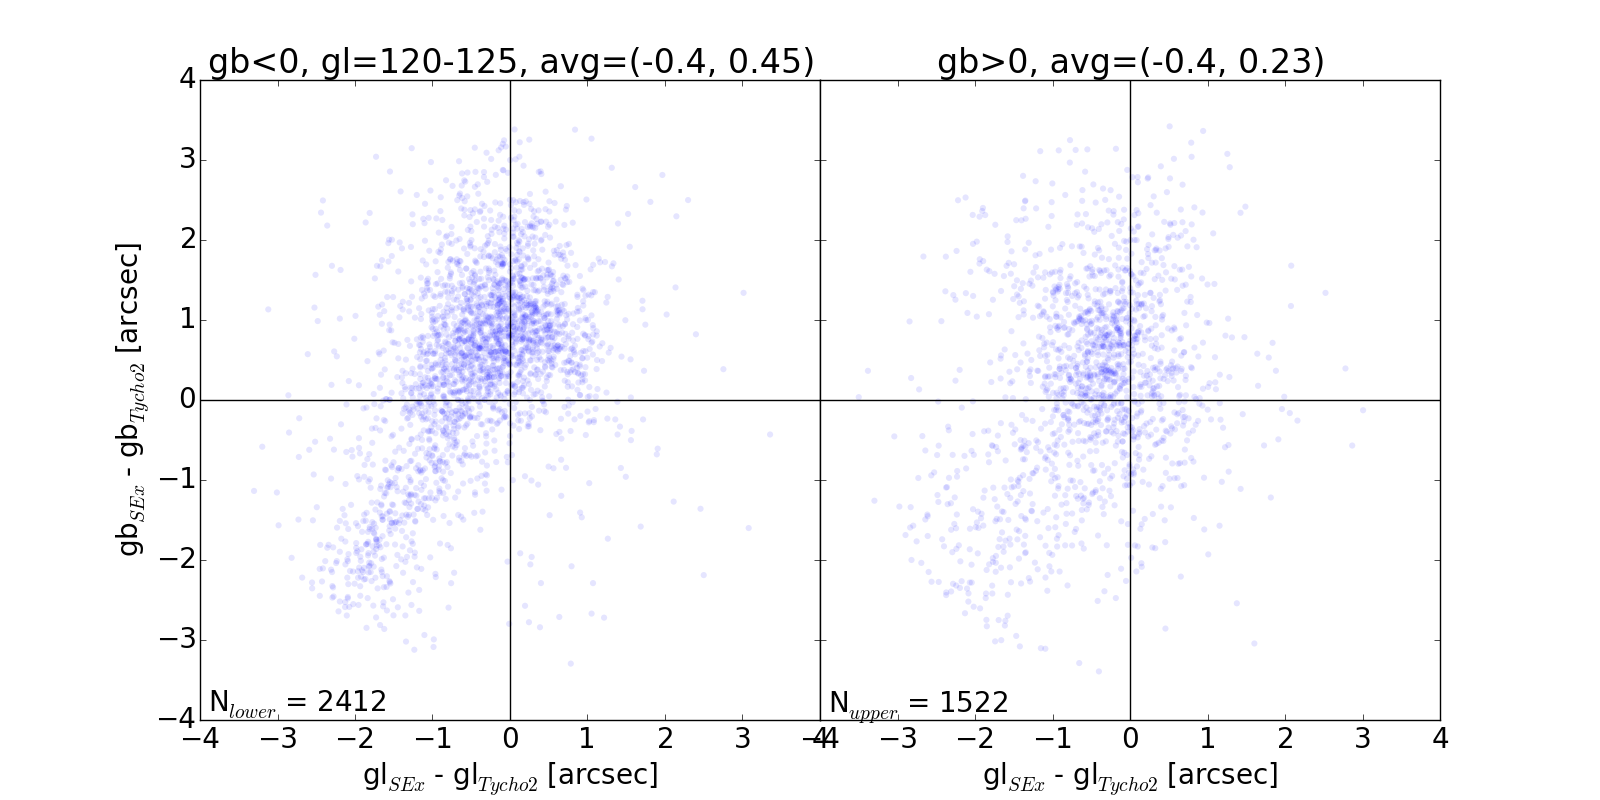 gb<0, gl=120-125, avg=(-0.4, 0.45)
gb>0, avg=(-0.4, 0.23)
4
3
2
1
0
−1
−2
−3
−4
gb_SEx - gb_Tycho2 [arcsec]
N_lower = 2412
N_upper = 1522
−4 −3 −2 −1 0 1 2 3 4
−4 −3 −2 −1 0 1 2 3 4
gl_SEx - gl_Tycho2 [arcsec]
gl_SEx - gl_Tycho2 [arcsec]